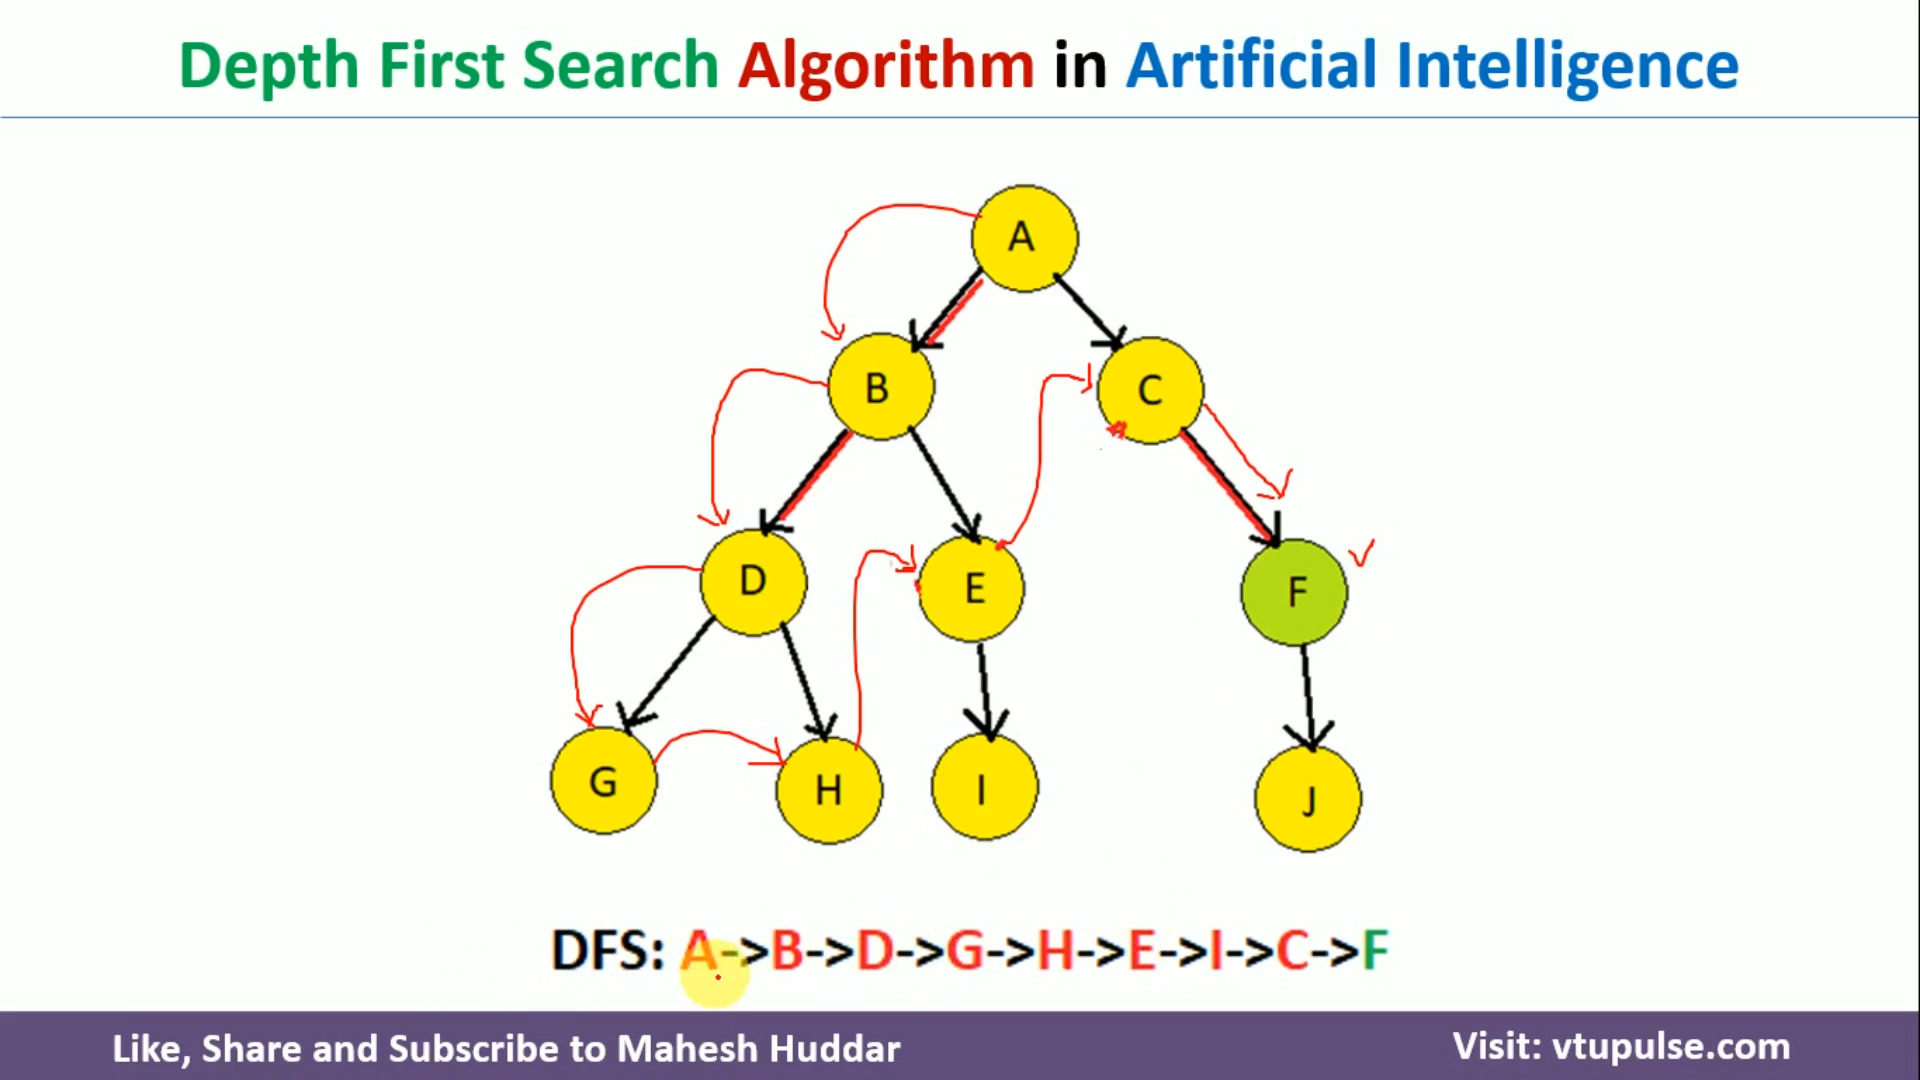 Depth First Search Algorithm in Artificial Intelligence
A
B
C
D
E
F
G
H
I
J
DFS: A->B->D->G->H->E->I->C->F
Like, Share and Subscribe to Mahesh Huddar
Visit: vtupulse.com